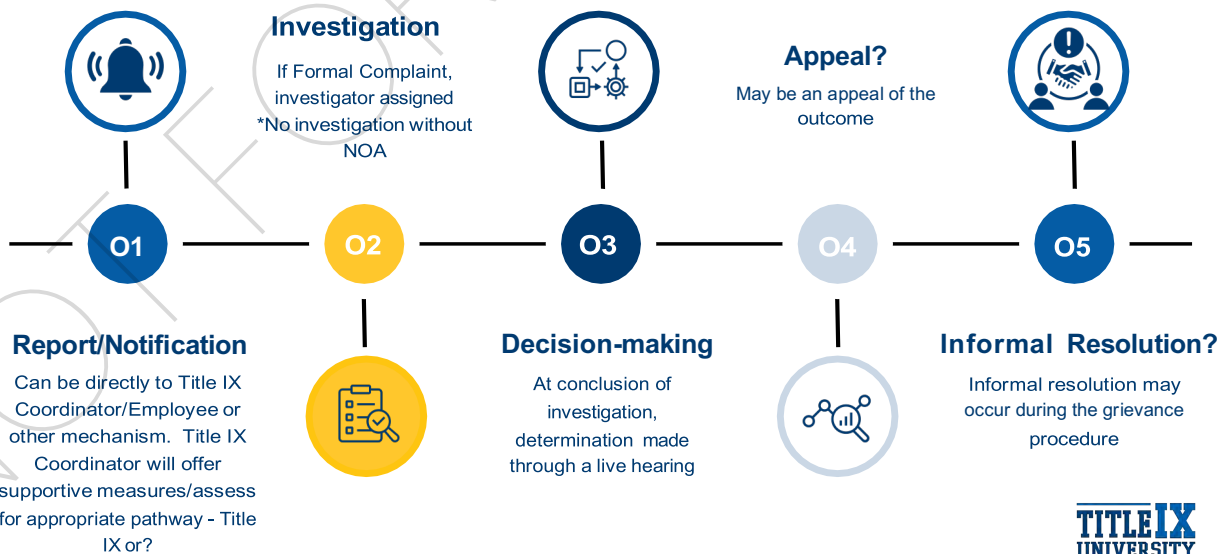 Investigation
If Formal Complaint,
investigator assigned
*No investigation without
NOA
Appeal?
May be an appeal of the
outcome
O1
O2
O3
O4
O5
Report/Notification
Can be directly to Title IX
Coordinator/Employee or
other mechanism. Title IX
Coordinator will offer
supportive measures/assess
for appropriate pathway - Title
IX or?
Decision-making
At conclusion of
investigation,
determination made
through a live hearing
Informal Resolution?
Informal resolution may
occur during the grievance
procedure
TITLE IX
UNIVERSITY
NOT FO